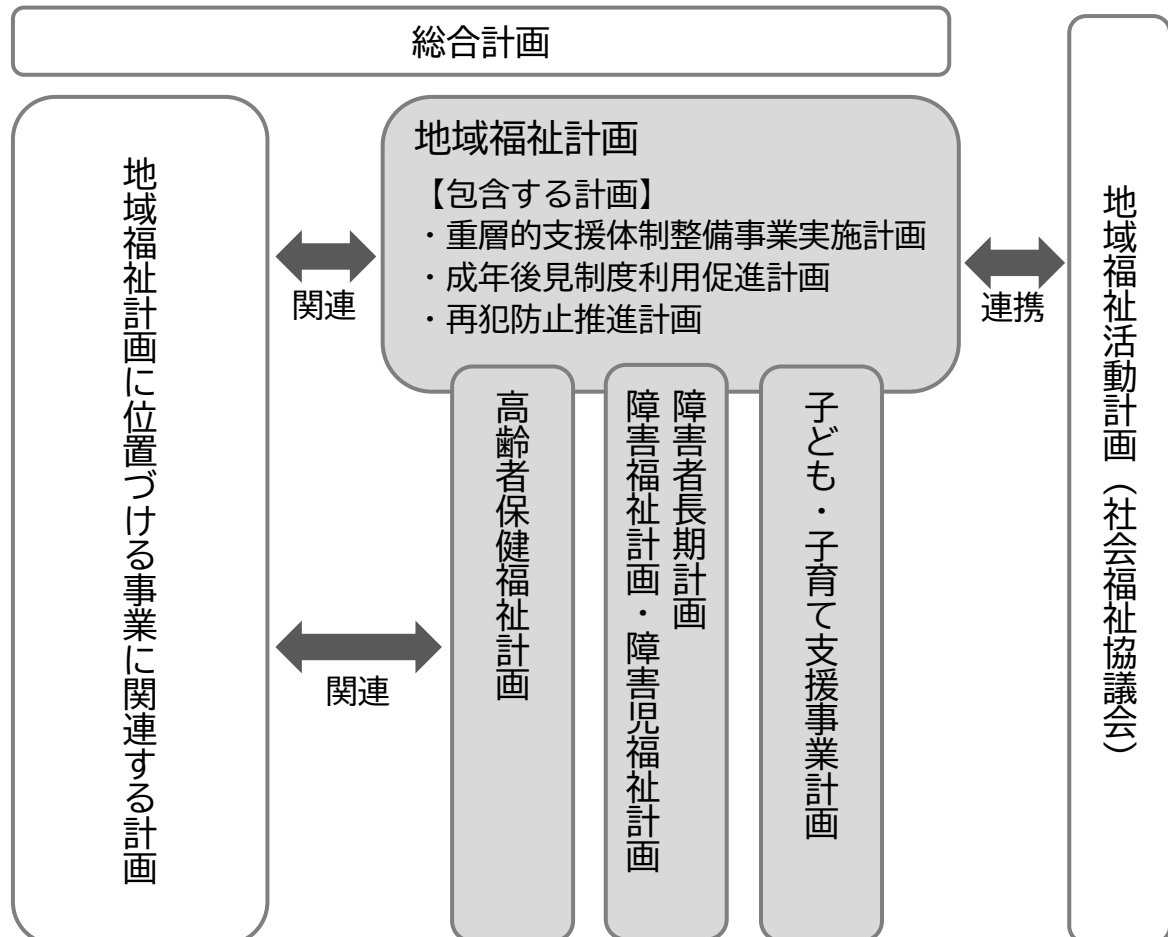 総合計画
地域福祉計画に位置づける事業に関連する計画
関連
地域福祉計画
【包含する計画】
・重層的支援体制整備事業実施計画
・成年後見制度利用促進計画
・再犯防止推進計画
連携
地域福祉活動計画（社会福祉協議会）
関連
高齢者保健福祉計画
障害者長期計画
障害福祉計画・障害児福祉計画
子ども・子育て支援事業計画